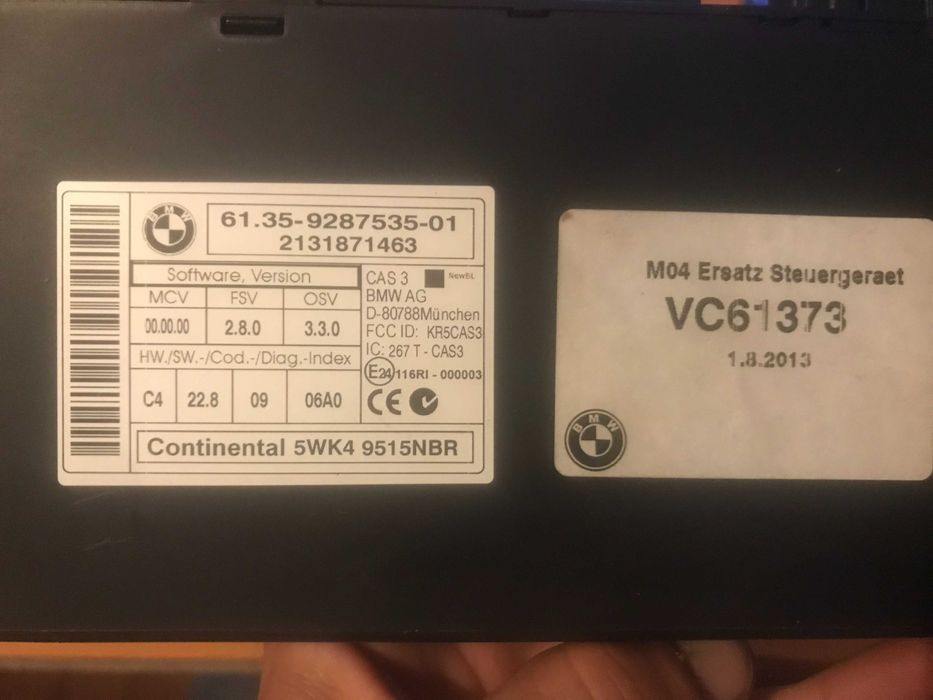 BMW
61.35-9287535-01
2131871463
Software, Version
MCV FSV OSV
00.00.00 2.8.0 3.3.0
HW./SW.-/Cod.-/Diag.-Index
C4 22.8 09 06A0
CAS 3 NewBL
BMW AG
D-80788München
FCC ID: KR5CAS3
IC: 267 T - CAS3
E24 116RI - 000003
CE
Continental 5WK4 9515NBR
M04 Ersatz Steuergeraet
VC61373
1.8.2013
BMW